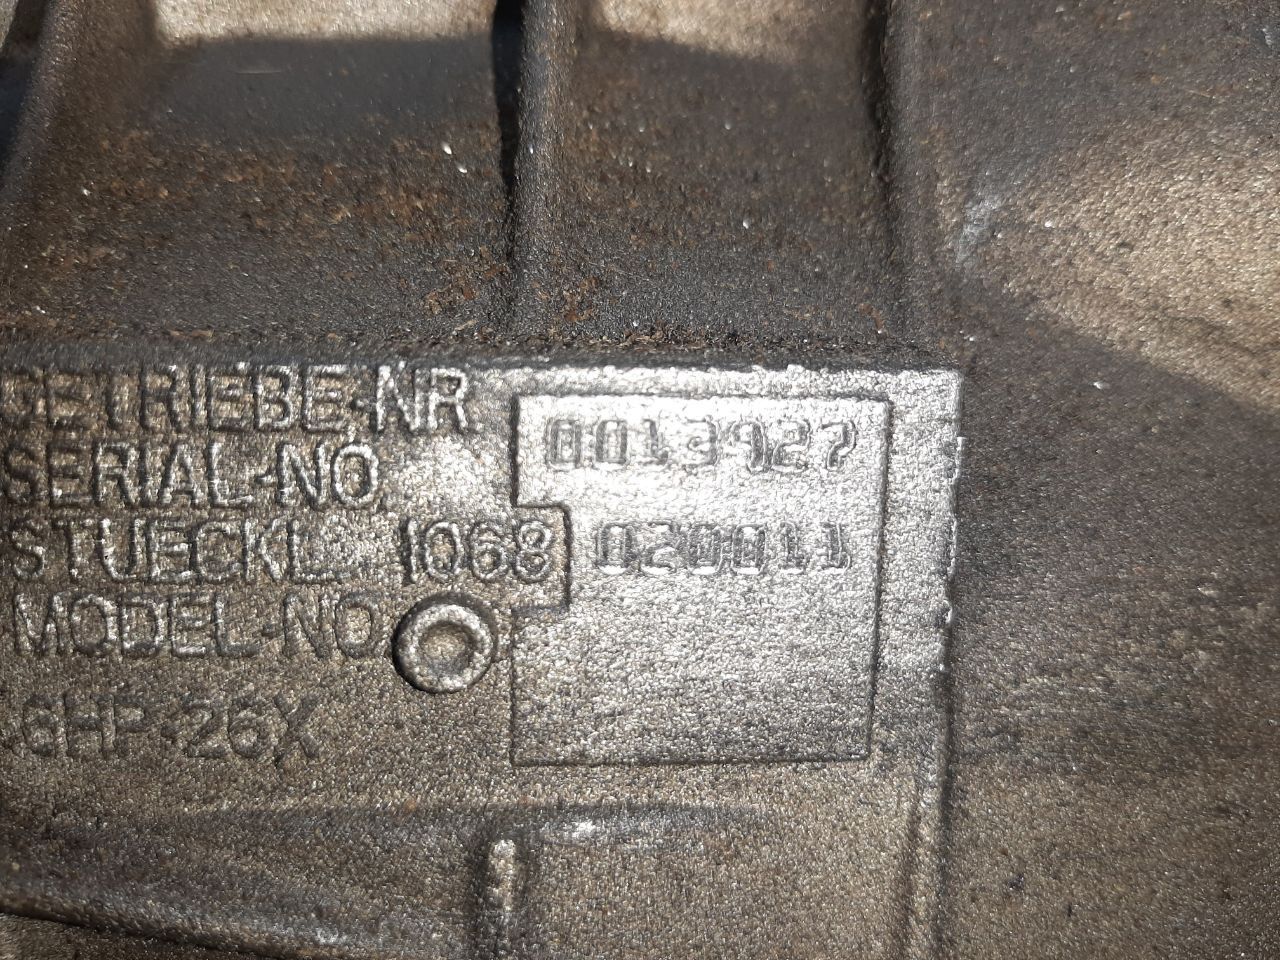 GETRIEBE-NR 0013927
SERIAL-NO
STUECKL 1068 020011
MODEL-NO
6HP-26X